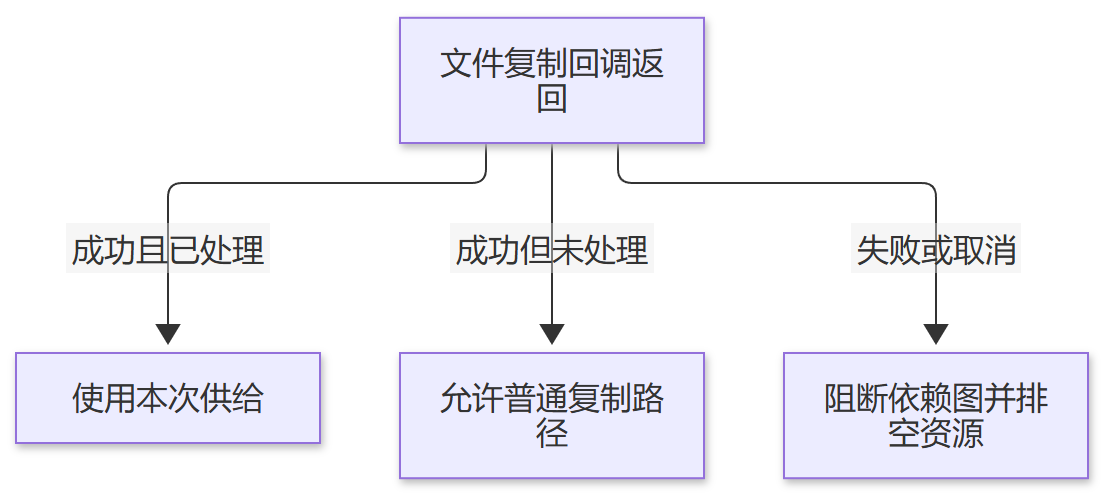 文件复制回调返
回
成功且已处理
成功但未处理
失败或取消
使用本次供给
允许普通复制路
径
阻断依赖图并排
空资源